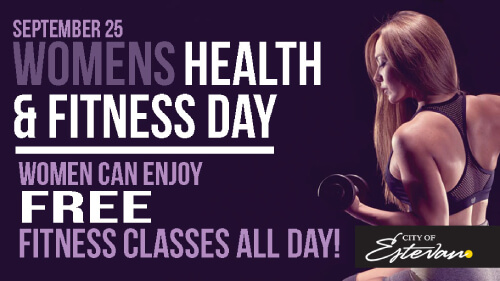 SEPTEMBER 25
WOMENS HEALTH
& FITNESS DAY
WOMEN CAN ENJOY
FREE
FITNESS CLASSES ALL DAY!
CITY OF
Estevan